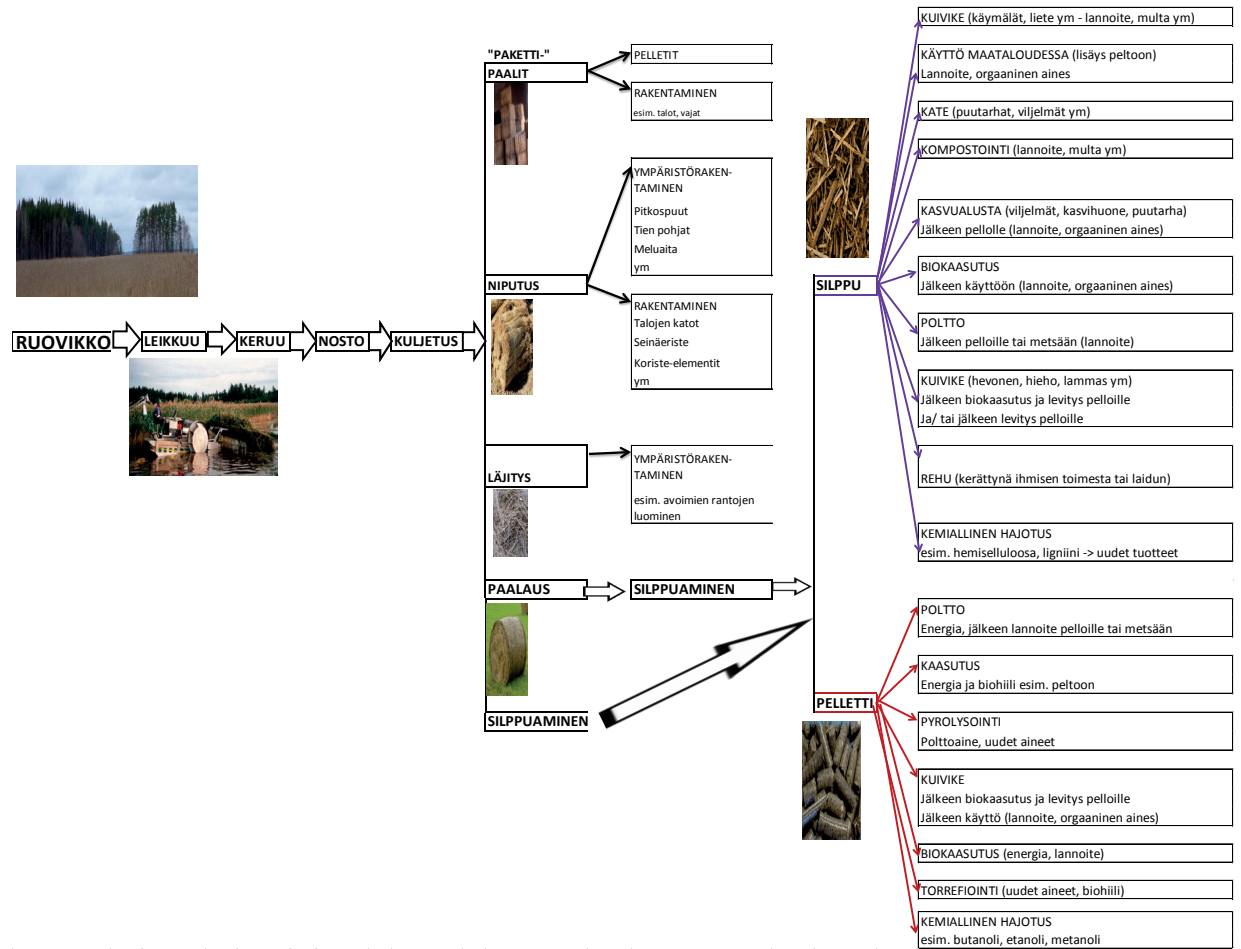 RUOVIKKO
LEIKKUU
KERUU
NOSTO
KULJETUS
"PAKETTI-"
PAALIT
PELLETIT
RAKENTAMINEN
esim. talot, vajat
NIPUTUS
YMPÄRISTÖRAKEN-
TAMINEN
Pitkospuut
Tien pohjat
Meluaita
ym
RAKENTAMINEN
Talojen katot
Seinäeriste
Koriste-elementit
ym
LÄJITYS
YMPÄRISTÖRAKEN-
TAMINEN
esim. avoimien rantojen
luominen
PAALAUS
SILPPUAMINEN
SILPPUAMINEN
SILPPU
KUIVIKE (käymälät, liete ym - lannoite, multa ym)
KÄYTTÖ MAATALOUDESSA (lisäys peltoon)
Lannoite, orgaaninen aines
KATE (puutarhat, viljelmät ym)
KOMPOSTOINTI (lannoite, multa ym)
KASVUALUSTA (viljelmät, kasvihuone, puutarha)
Jälkeen pellolle (lannoite, orgaaninen aines)
BIOKAASUTUS
Jälkeen käyttöön (lannoite, orgaaninen aines)
POLTTO
Jälkeen pelloille tai metsään (lannoite)
KUIVIKE (hevonen, hieho, lammas ym)
Jälkeen biokaasutus ja levitys pelloille
Ja/ tai jälkeen levitys pelloille
REHU (kerättynä ihmisen toimesta tai laidun)
KEMIALLINEN HAJOTUS
esim. hemiselluloosa, ligniini -> uudet tuotteet
PELLETTI
POLTTO
Energia, jälkeen lannoite pelloille tai metsään
KAASUTUS
Energia ja biohiili esim. peltoon
PYROLYSOINTI
Polttoaine, uudet aineet
KUIVIKE
Jälkeen biokaasutus ja levitys pelloille
Jälkeen käyttö (lannoite, orgaaninen aines)
BIOKAASUTUS (energia, lannoite)
TORREFIOINTI (uudet aineet, biohiili)
KEMIALLINEN HAJOTUS
esim. butanoli, etanoli, metanoli